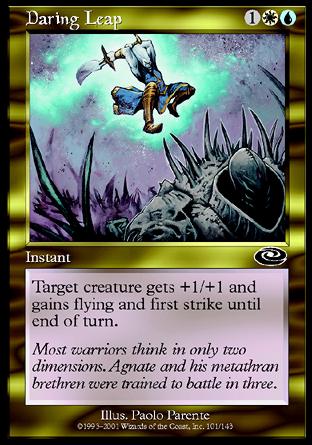 Daring Leap 1
Instant
Target creature gets +1/+1 and
gains flying and first strike until
end of turn.
Most warriors think in only two
dimensions. Agnate and his metathran
brethren were trained to battle in three.
Illus. Paolo Parente
©1993–2001 Wizards of the Coast, Inc. 101/143